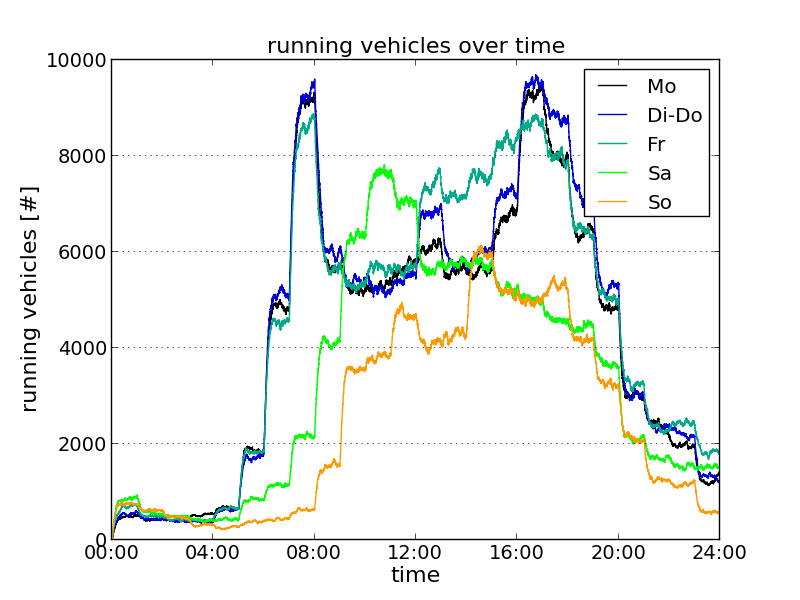 running vehicles over time
running vehicles [#]
10000
8000
6000
4000
2000
0
00:00 04:00 08:00 12:00 16:00 20:00 24:00
time
Mo
Di-Do
Fr
Sa
So